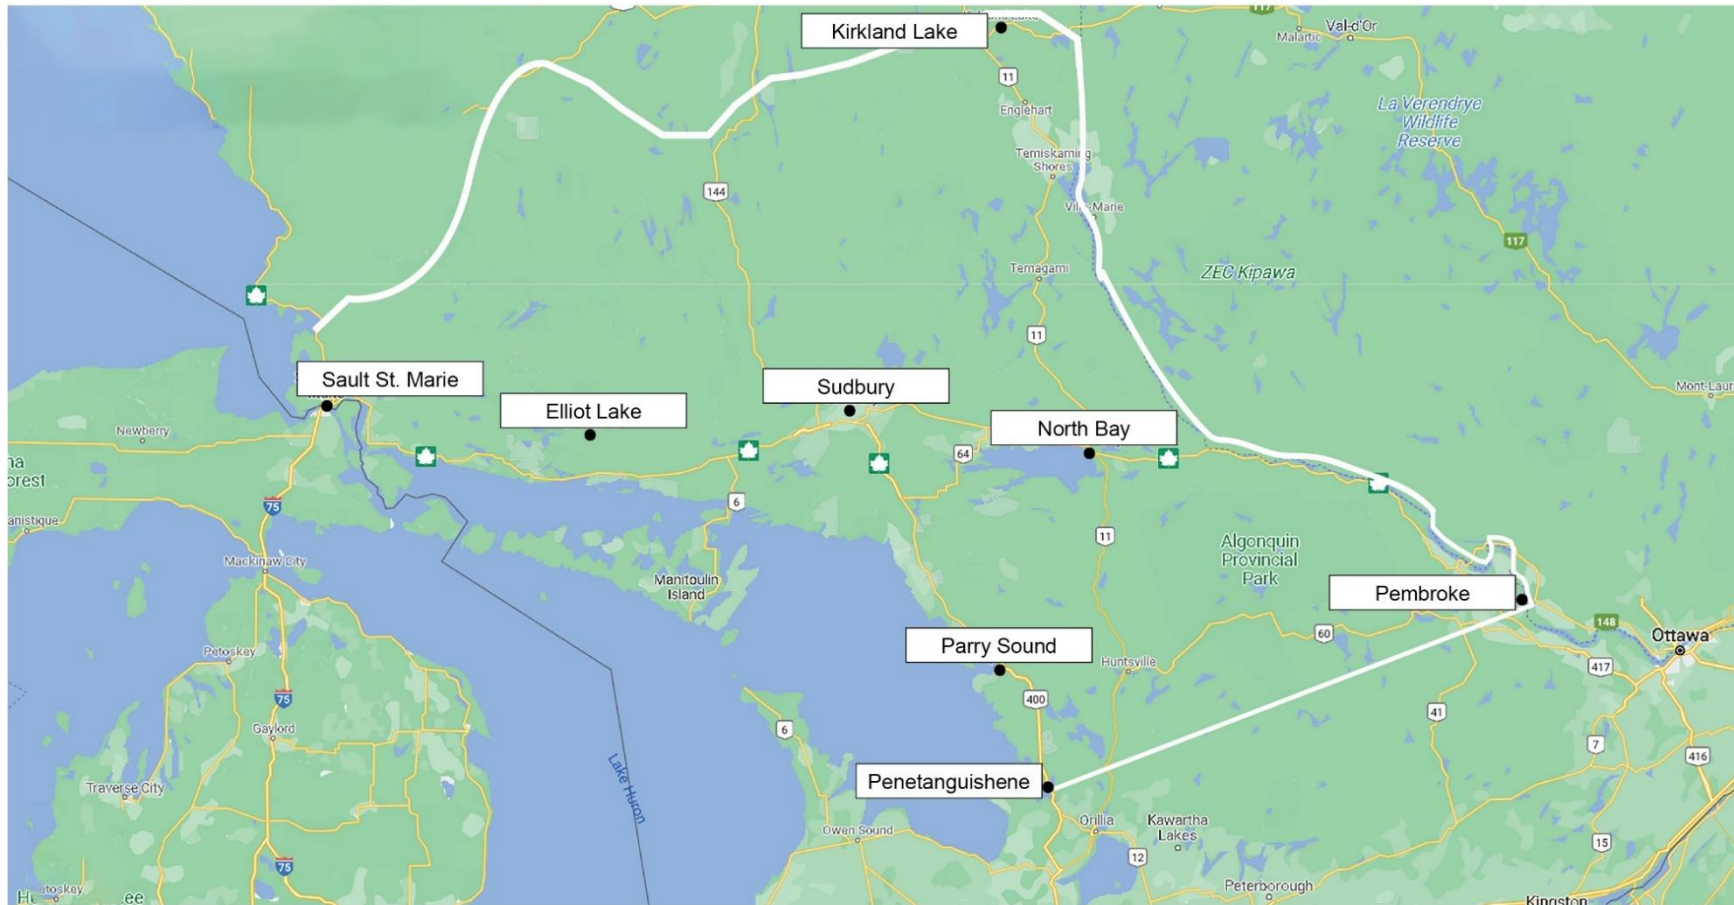 117
Val-d'Or
Malartic
Kirkland Lake
11
Englehart
La Verendrye
Wildlife
Reserve
Temiskaming
Shores
144
Ville-Marie
117
Temagami
ZEC Kipawa
11
Sault St. Marie
Sudbury
Elliot Lake
Newberry
North Bay
64
6
75
11
Mackinaw City
Manitoulin
Island
Algonquin
Provincial
Park
Pembroke
148
60
Ottawa
Parry Sound
Huntsville
417
Petoskey
75
400
41
6
Gaylord
7
416
Penetanguishene
Traverse City
Lake Huron
Owen Sound
Orillia
Kawartha
Lakes
12
15
75
Peterborough
Kingston